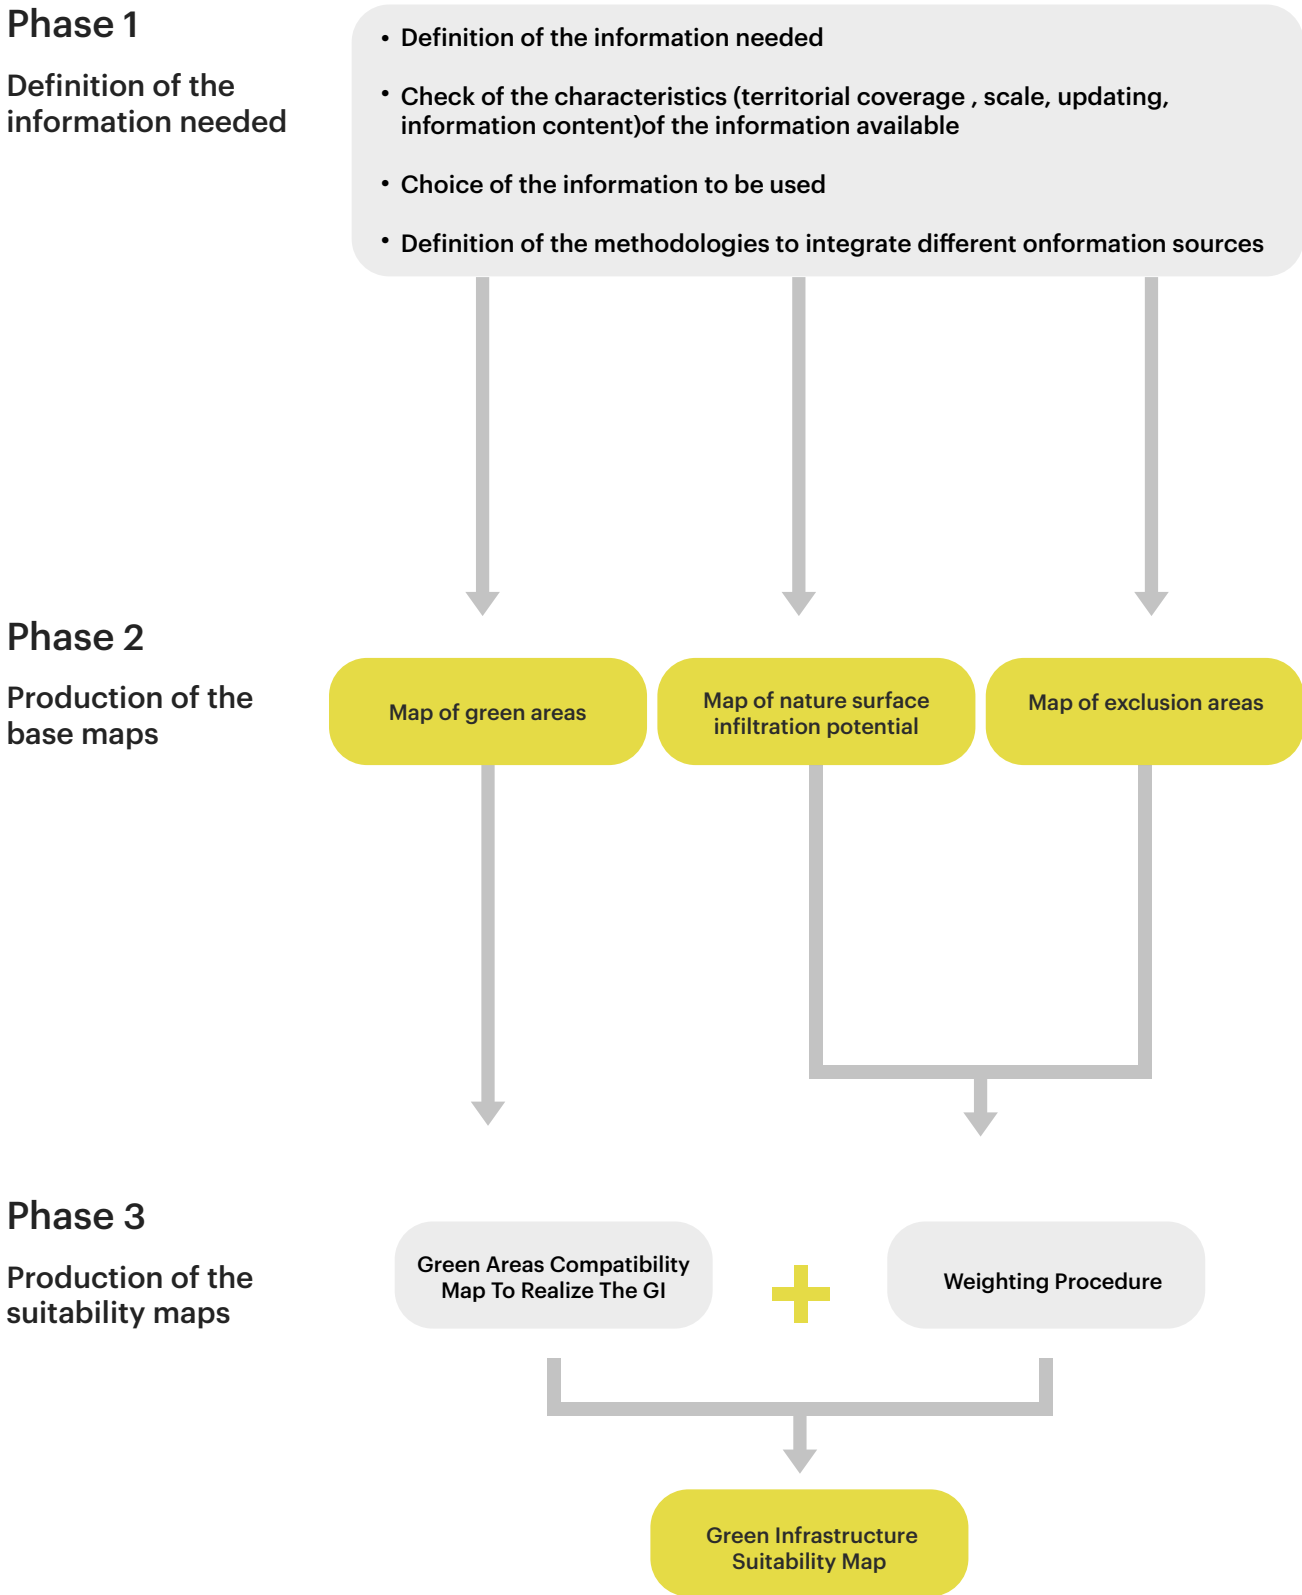 Phase 1
Definition of the
information needed
• Definition of the information needed
• Check of the characteristics (territorial coverage , scale, updating,
information content)of the information available
• Choice of the information to be used
• Definition of the methodologies to integrate different onformation sources
Phase 2
Production of the
base maps
Map of green areas
Map of nature surface
infiltration potential
Map of exclusion areas
Phase 3
Production of the
suitability maps
Green Areas Compatibility
Map To Realize The GI
Weighting Procedure
Green Infrastructure
Suitability Map